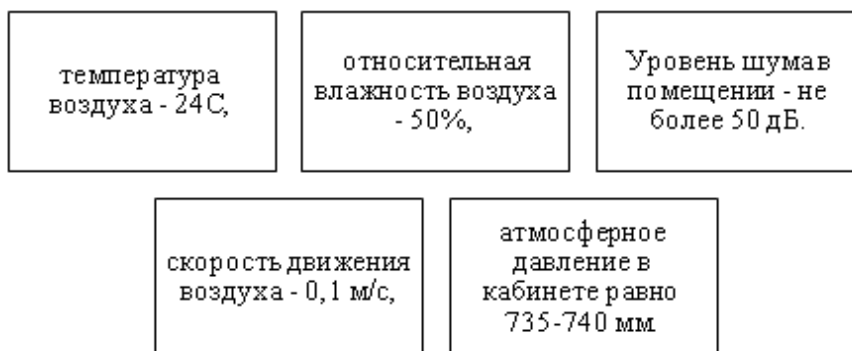 температура
воздуха - 24С,
относительная
влажность воздуха
- 50%,
Уровень шума в
помещении - не
более 50 дБ.
скорость движения
воздуха - 0,1 м/с,
атмосферное
давление в
кабинете равно
735-740 мм